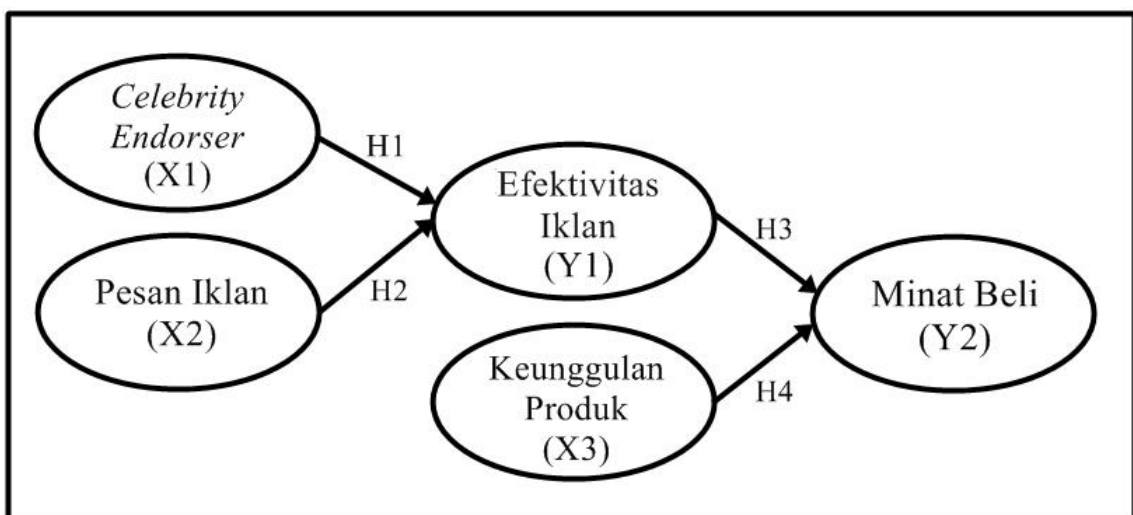 Celebrity
Endorser
(X1)
H1
Pesan Iklan
(X2)
H2
Efektivitas
Iklan
(Y1)
H3
Keunggulan
Produk
(X3)
H4
Minat Beli
(Y2)